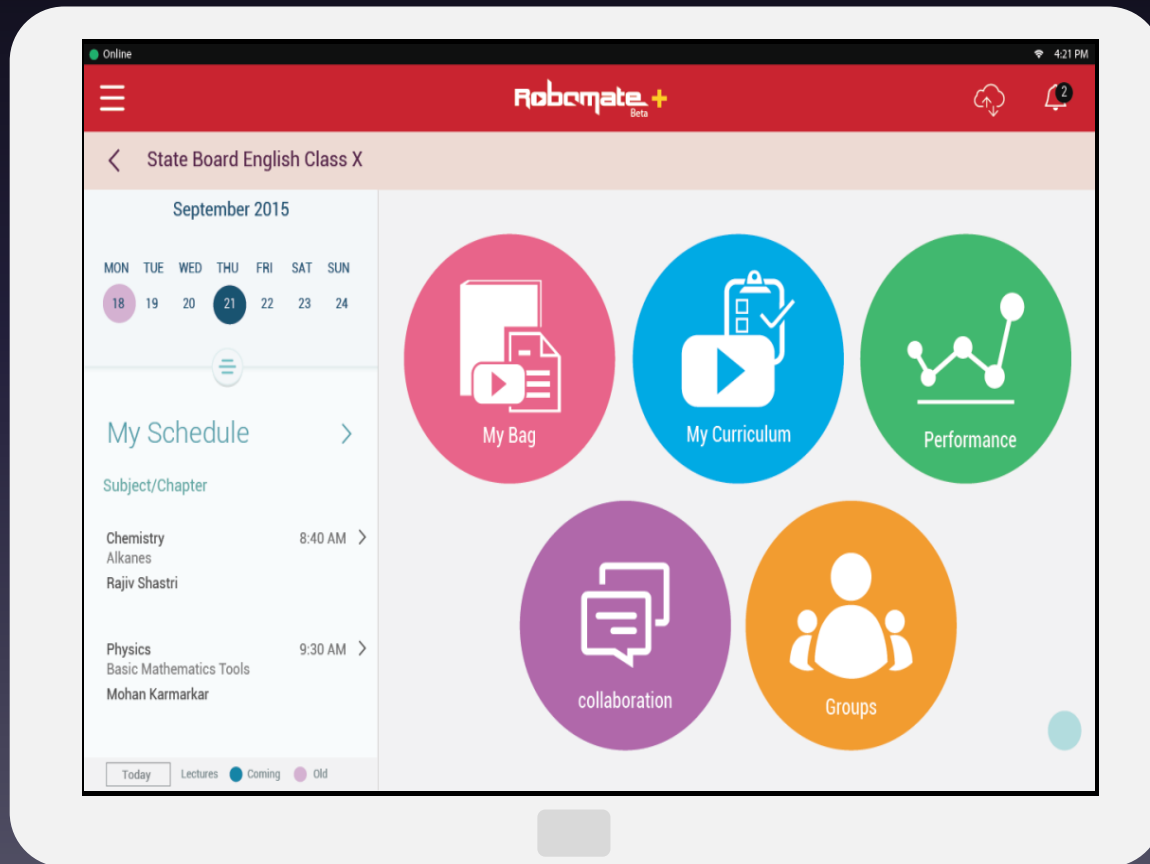 Online
4:21 PM
Robomate+
Beta
2
State Board English Class X
September 2015
MON TUE WED THU FRI SAT SUN
18 19 20 21 22 23 24
My Schedule
Subject/Chapter
Chemistry 8:40 AM
Alkanes
Rajiv Shastri
Physics 9:30 AM
Basic Mathematics Tools
Mohan Karmarkar
Today Lectures Coming Old
My Bag
My Curriculum
Performance
collaboration
Groups